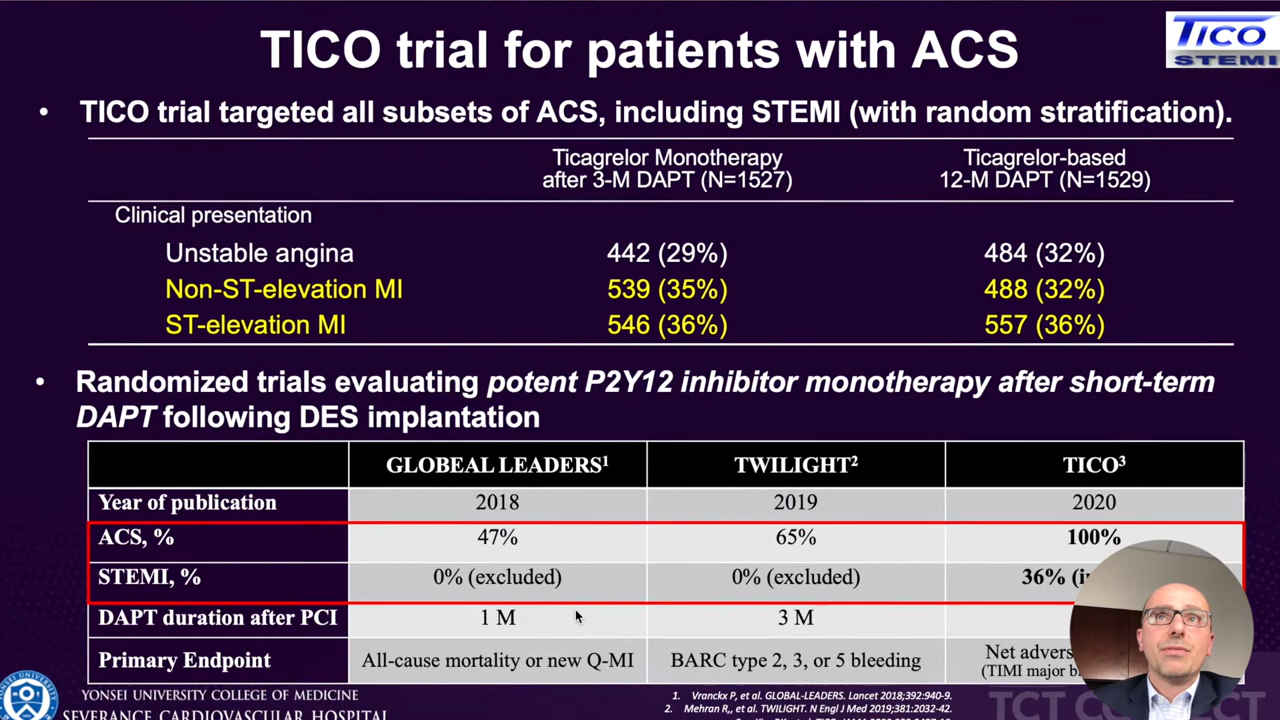 TICO trial for patients with ACS
TICO
STEMI
• TICO trial targeted all subsets of ACS, including STEMI (with random stratification).
Ticagrelor Monotherapy after 3-M DAPT (N=1527) Ticagrelor-based 12-M DAPT (N=1529)
Clinical presentation
Unstable angina 442 (29%) 484 (32%)
Non-ST-elevation MI 539 (35%) 488 (32%)
ST-elevation MI 546 (36%) 557 (36%)
• Randomized trials evaluating potent P2Y12 inhibitor monotherapy after short-term
DAPT following DES implantation
GLOBEAL LEADERS1 TWILIGHT2 TICO3
Year of publication 2018 2019 2020
ACS, % 47% 65% 100%
STEMI, % 0% (excluded) 0% (excluded) 36%
DAPT duration after PCI 1 M 3 M
Primary Endpoint All-cause mortality or new Q-MI BARC type 2, 3, or 5 bleeding Net (TIMI major
YONSEI UNIVERSITY COLLEGE OF MEDICINE
SEVERANCE CARDIOVASCULAR HOSPITAL
1. Vranckx P, et al. GLOBAL-LEADERS. Lancet 2018;392:940-9.
2. Mehran R,, et al. TWILIGHT. N Engl J Med 2019;381:2032-42.
TCT CONNECT